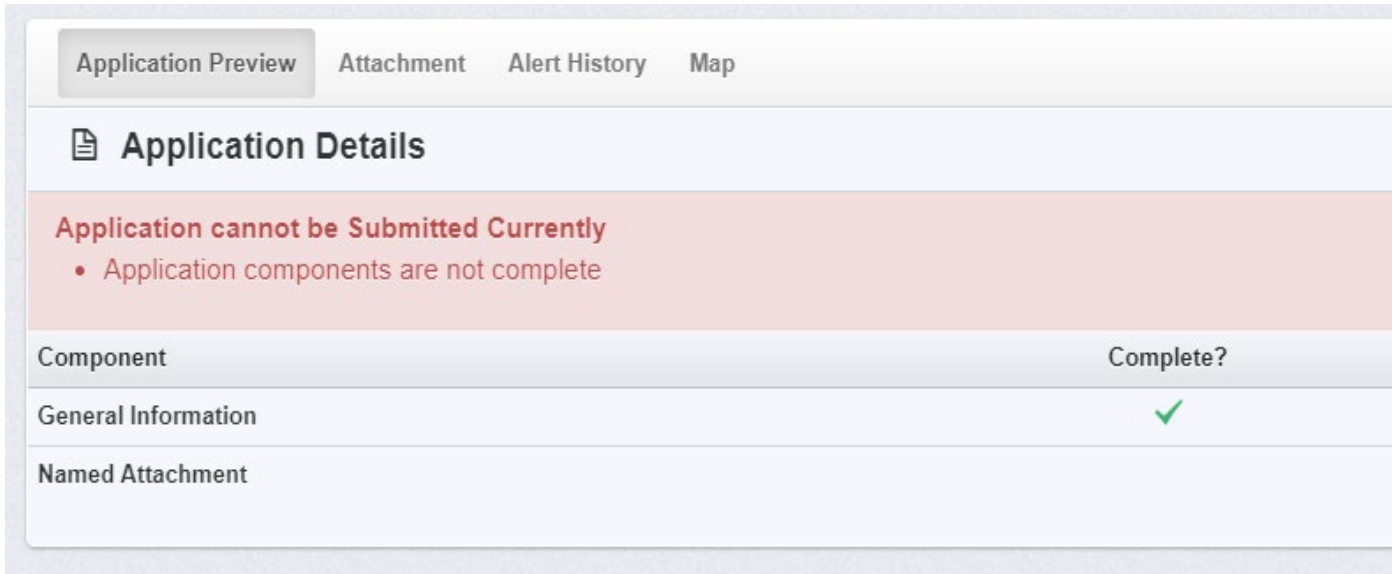 Application Preview Attachment Alert History Map
Application Details
Application cannot be Submitted Currently
• Application components are not complete
Component Complete?
General Information
Named Attachment